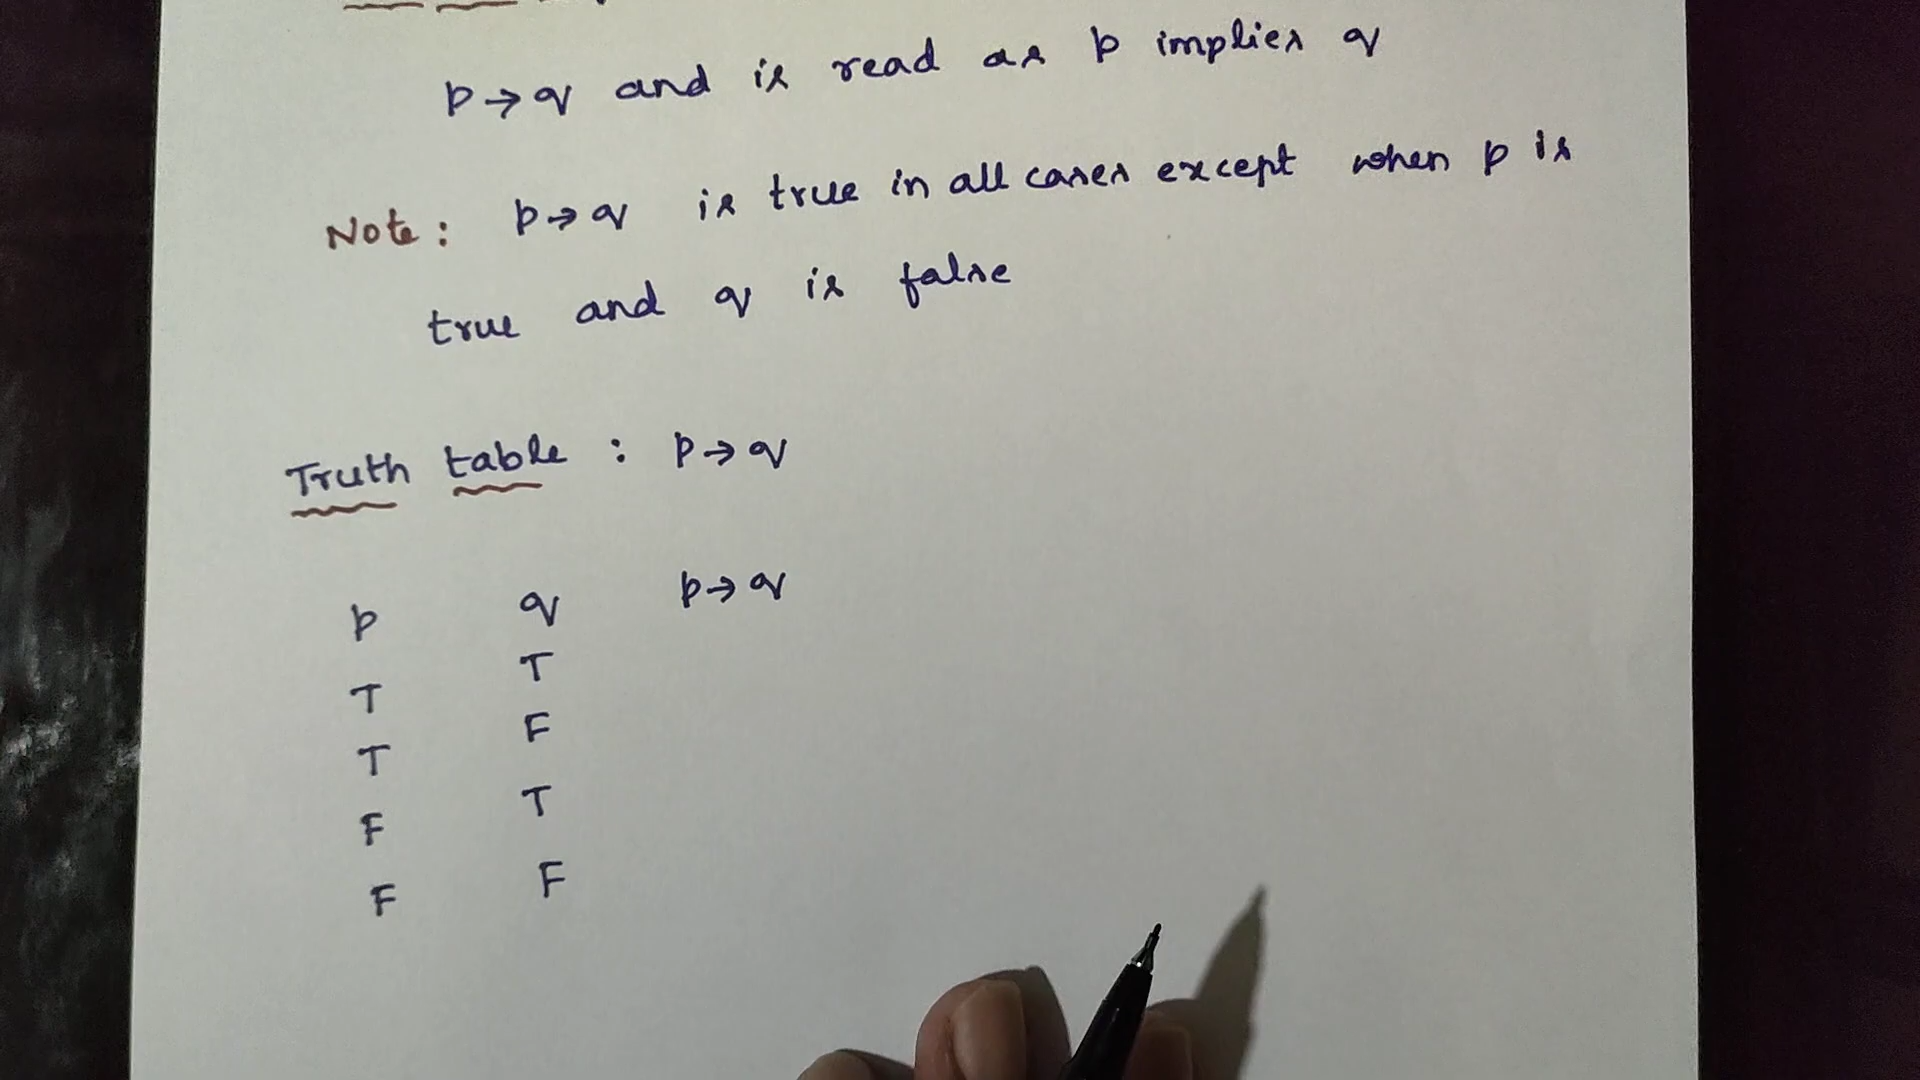 p→q and is read as p implies q
Note: p→q is true in all cases except when p is
true and q is false
Truth table : p→q
p q p→q
T T
T F
F T
F F